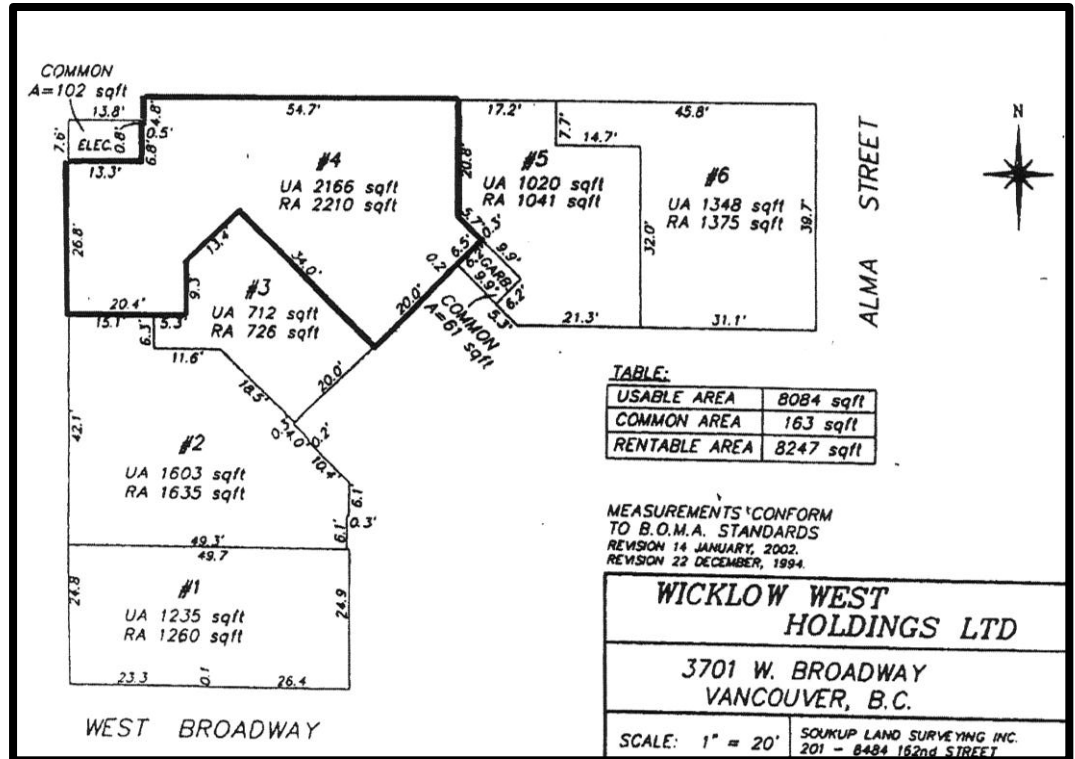 COMMON
A=102 sqft
13.8'
4.8'
54.7'
17.2'
45.8'
7.6'
ELEC.
0.8'
0.5'
6.8'
7.7'
14.7'
13.3'
#4
UA 2166 sqft
RA 2210 sqft
20.8'
#5
UA 1020 sqft
RA 1041 sqft
#6
UA 1348 sqft
RA 1375 sqft
39.7'
ALMA STREET
N
26.8'
13.4'
34.0'
5.7'
6.5'
9.9'
0.2
GARB.
9.9'
6.2'
32.0'
9.3
#3
UA 712 sqft
RA 726 sqft
20.0'
COMMON
A=61 sqft
5.3'
21.3'
31.1'
20.4'
15.1'
5.3'
6.3'
11.6'
18.5'
20.0'
4.0'
0.2'
10.4'
TABLE:
USABLE AREA 8084 sqft
COMMON AREA 163 sqft
RENTABLE AREA 8247 sqft
42.1'
#2
UA 1603 sqft
RA 1635 sqft
6.1'
0.3'
6.1'
49.3'
49.7
MEASUREMENTS CONFORM
TO B.O.M.A. STANDARDS
REVISION 14 JANUARY, 2002.
REVISION 22 DECEMBER, 1994.
24.8
#1
UA 1235 sqft
RA 1260 sqft
24.9
23.3
0.1
26.4
WEST BROADWAY
WICKLOW WEST
HOLDINGS LTD
3701 W. BROADWAY
VANCOUVER, B.C.
SCALE: 1" = 20'
SOUKUP LAND SURVEYING INC.
201 - 8484 162nd STREET